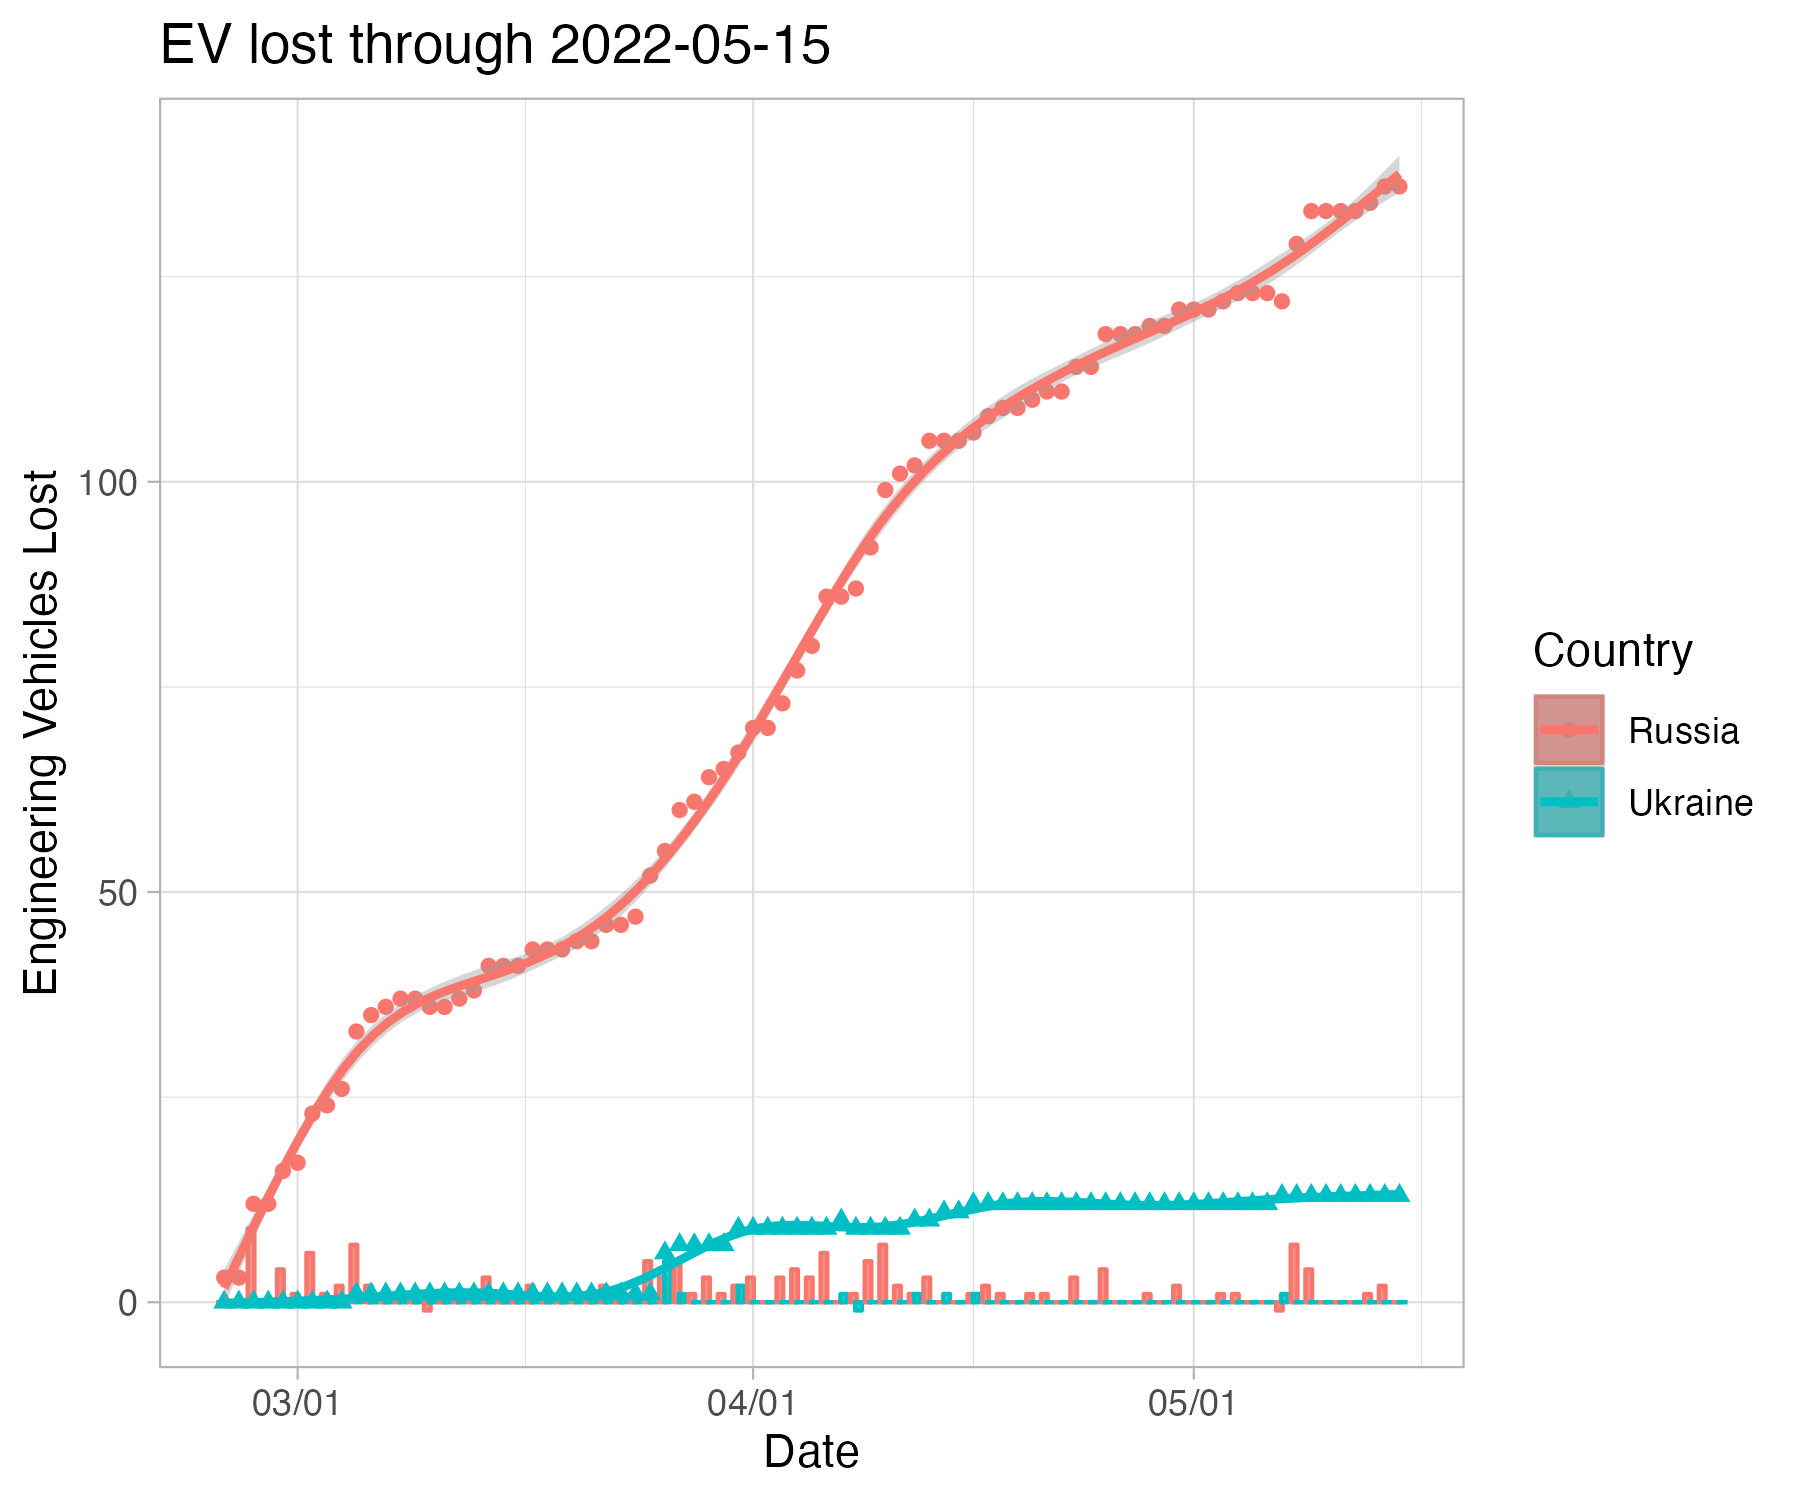 EV lost through 2022-05-15
Engineering Vehicles Lost
100
50
0
03/01
04/01
05/01
Date
Country
Russia
Ukraine